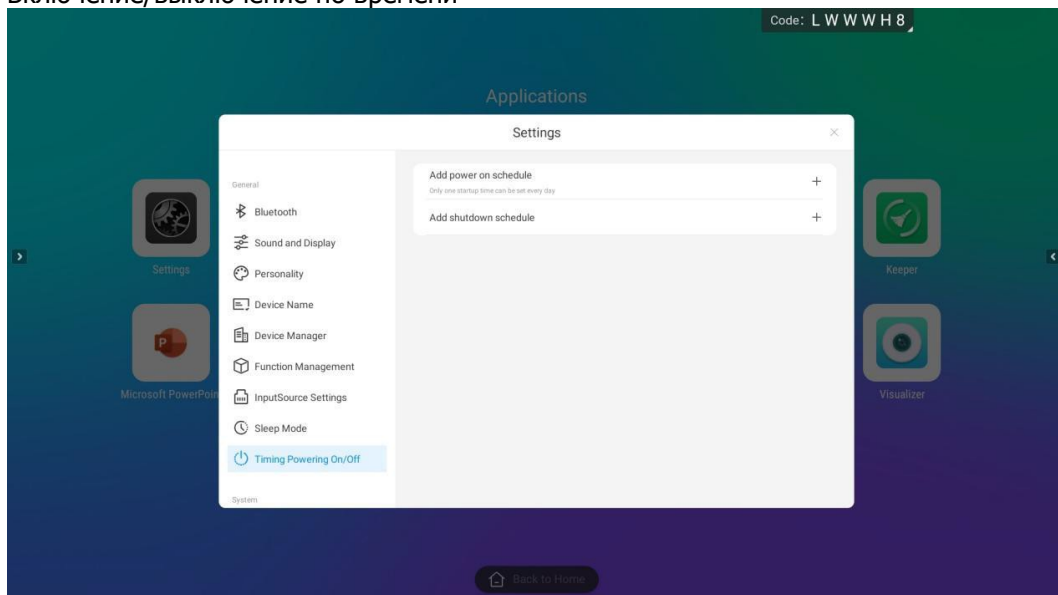 Включение/выключение по времени
Code: LWWWH8
Applications
Settings
General
Bluetooth
Sound and Display
Personality
Device Name
Device Manager
Function Management
InputSource Settings
Sleep Mode
Timing Powering On/Off
System
Add power on schedule
Only one startup time can be set every day
Add shutdown schedule
Settings
Keeper
Microsoft PowerPoin
Visualizer
Back to Home